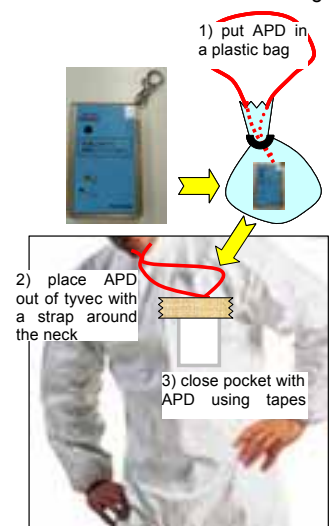 1) put APD in
a plastic bag
2) place APD
out of tyvec with
a strap around
the neck
3) close pocket with
APD using tapes